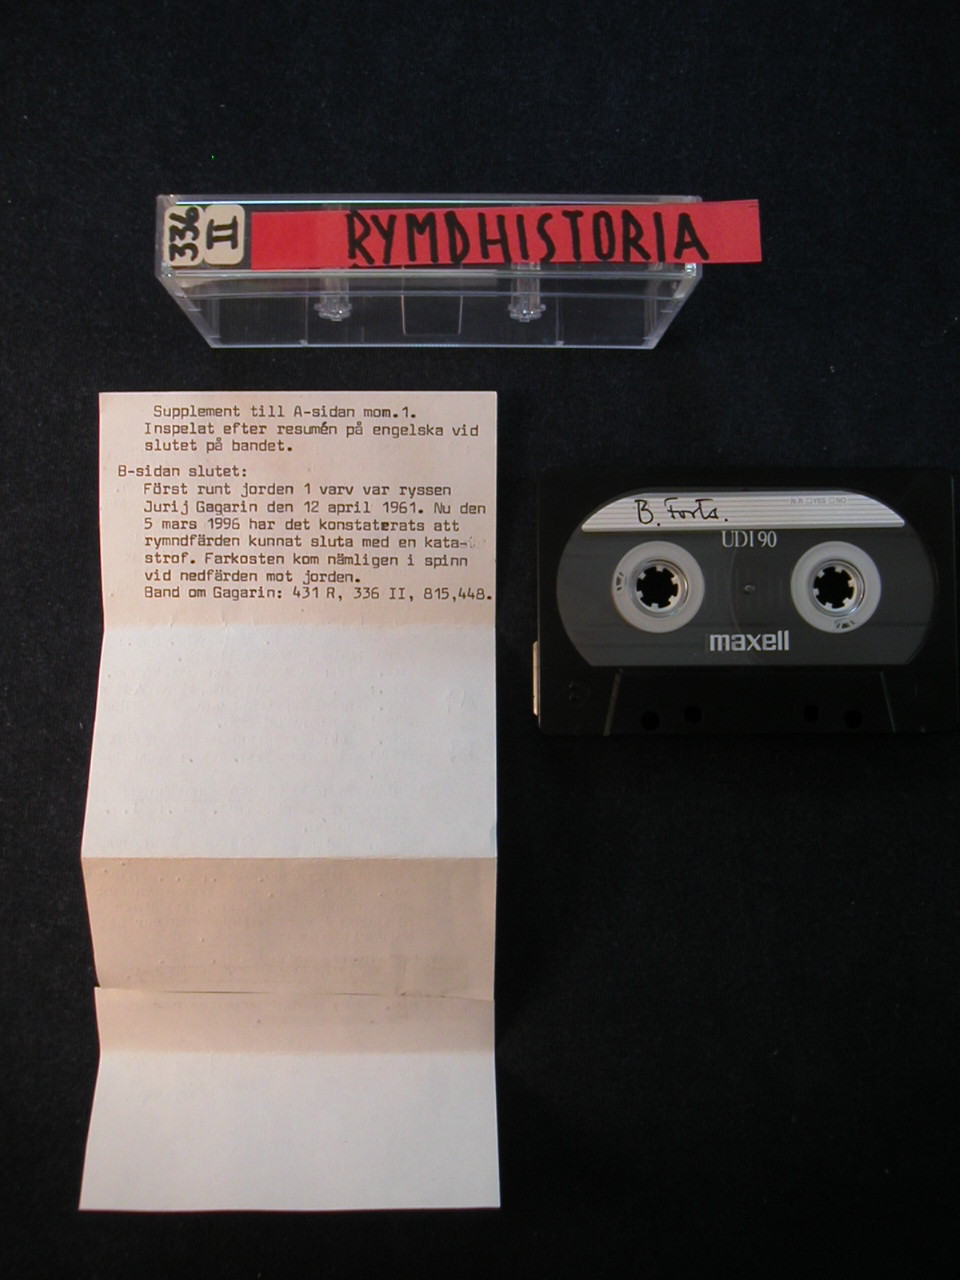 336
II
RYMDHISTORIA
Supplement till A-sidan mom.1.
Inspelat efter resumén på engelska vid
slutet på bandet.
B-sidan slutet:
Först runt jorden 1 varv var ryssen
Jurij Gagarin den 12 april 1961. Nu den
5 mars 1996 har det konstaterats att
rymndfärden kunnat sluta med en kata-
strof. Farkosten kom nämligen i spinn
vid nedfärden mot jorden.
Band om Gagarin: 431 R, 336 II, 815,448.
B. Forts.
N.R □YES □NO
UDI 90
maxell